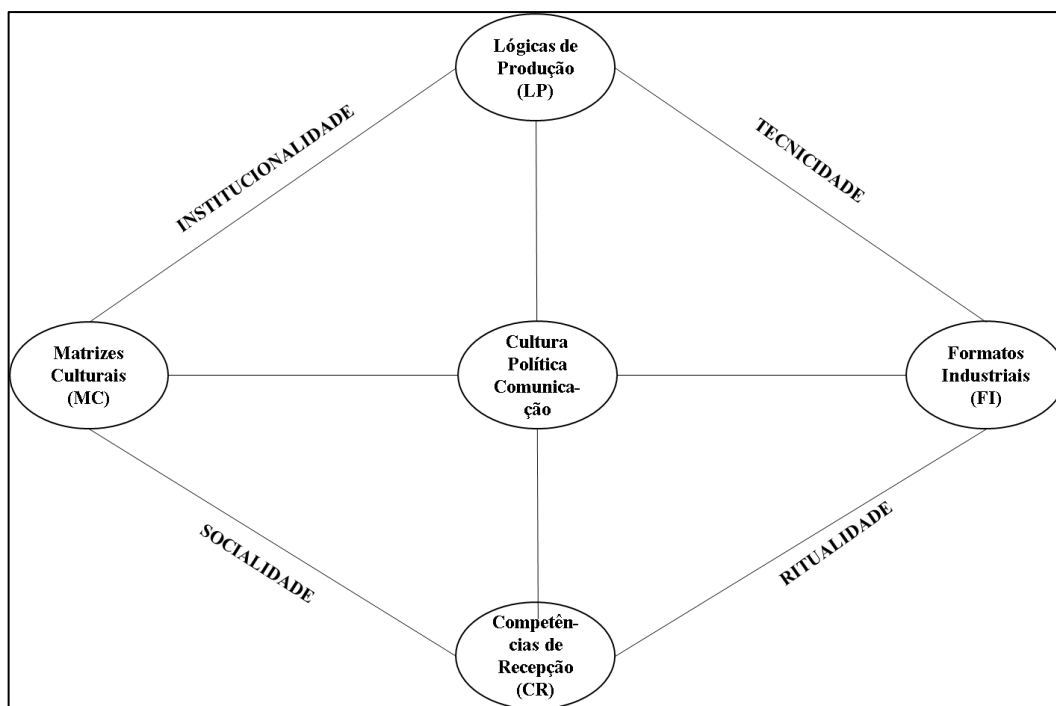 Lógicas de
Produção
(LP)
INSTITUCIONALIDADE
TECNICIDADE
Matrizes
Culturais
(MC)
Cultura
Política
Comunica-
ção
Formatos
Industriais
(FI)
SOCIALIDADE
RITUALIDADE
Competên-
cias de
Recepção
(CR)